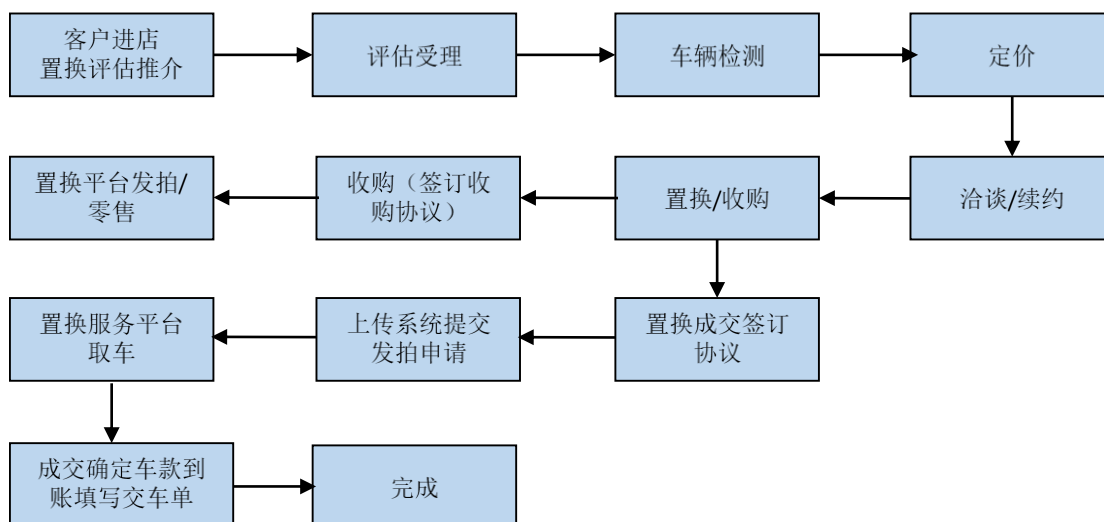 客户进店
置换评估推介
评估受理
车辆检测
定价
置换平台发拍/
零售
收购（签订收
购协议）
置换/收购
洽谈/续约
置换服务平台
取车
上传系统提交
发拍申请
置换成交签订
协议
成交确定车款到
账填写交车单
完成